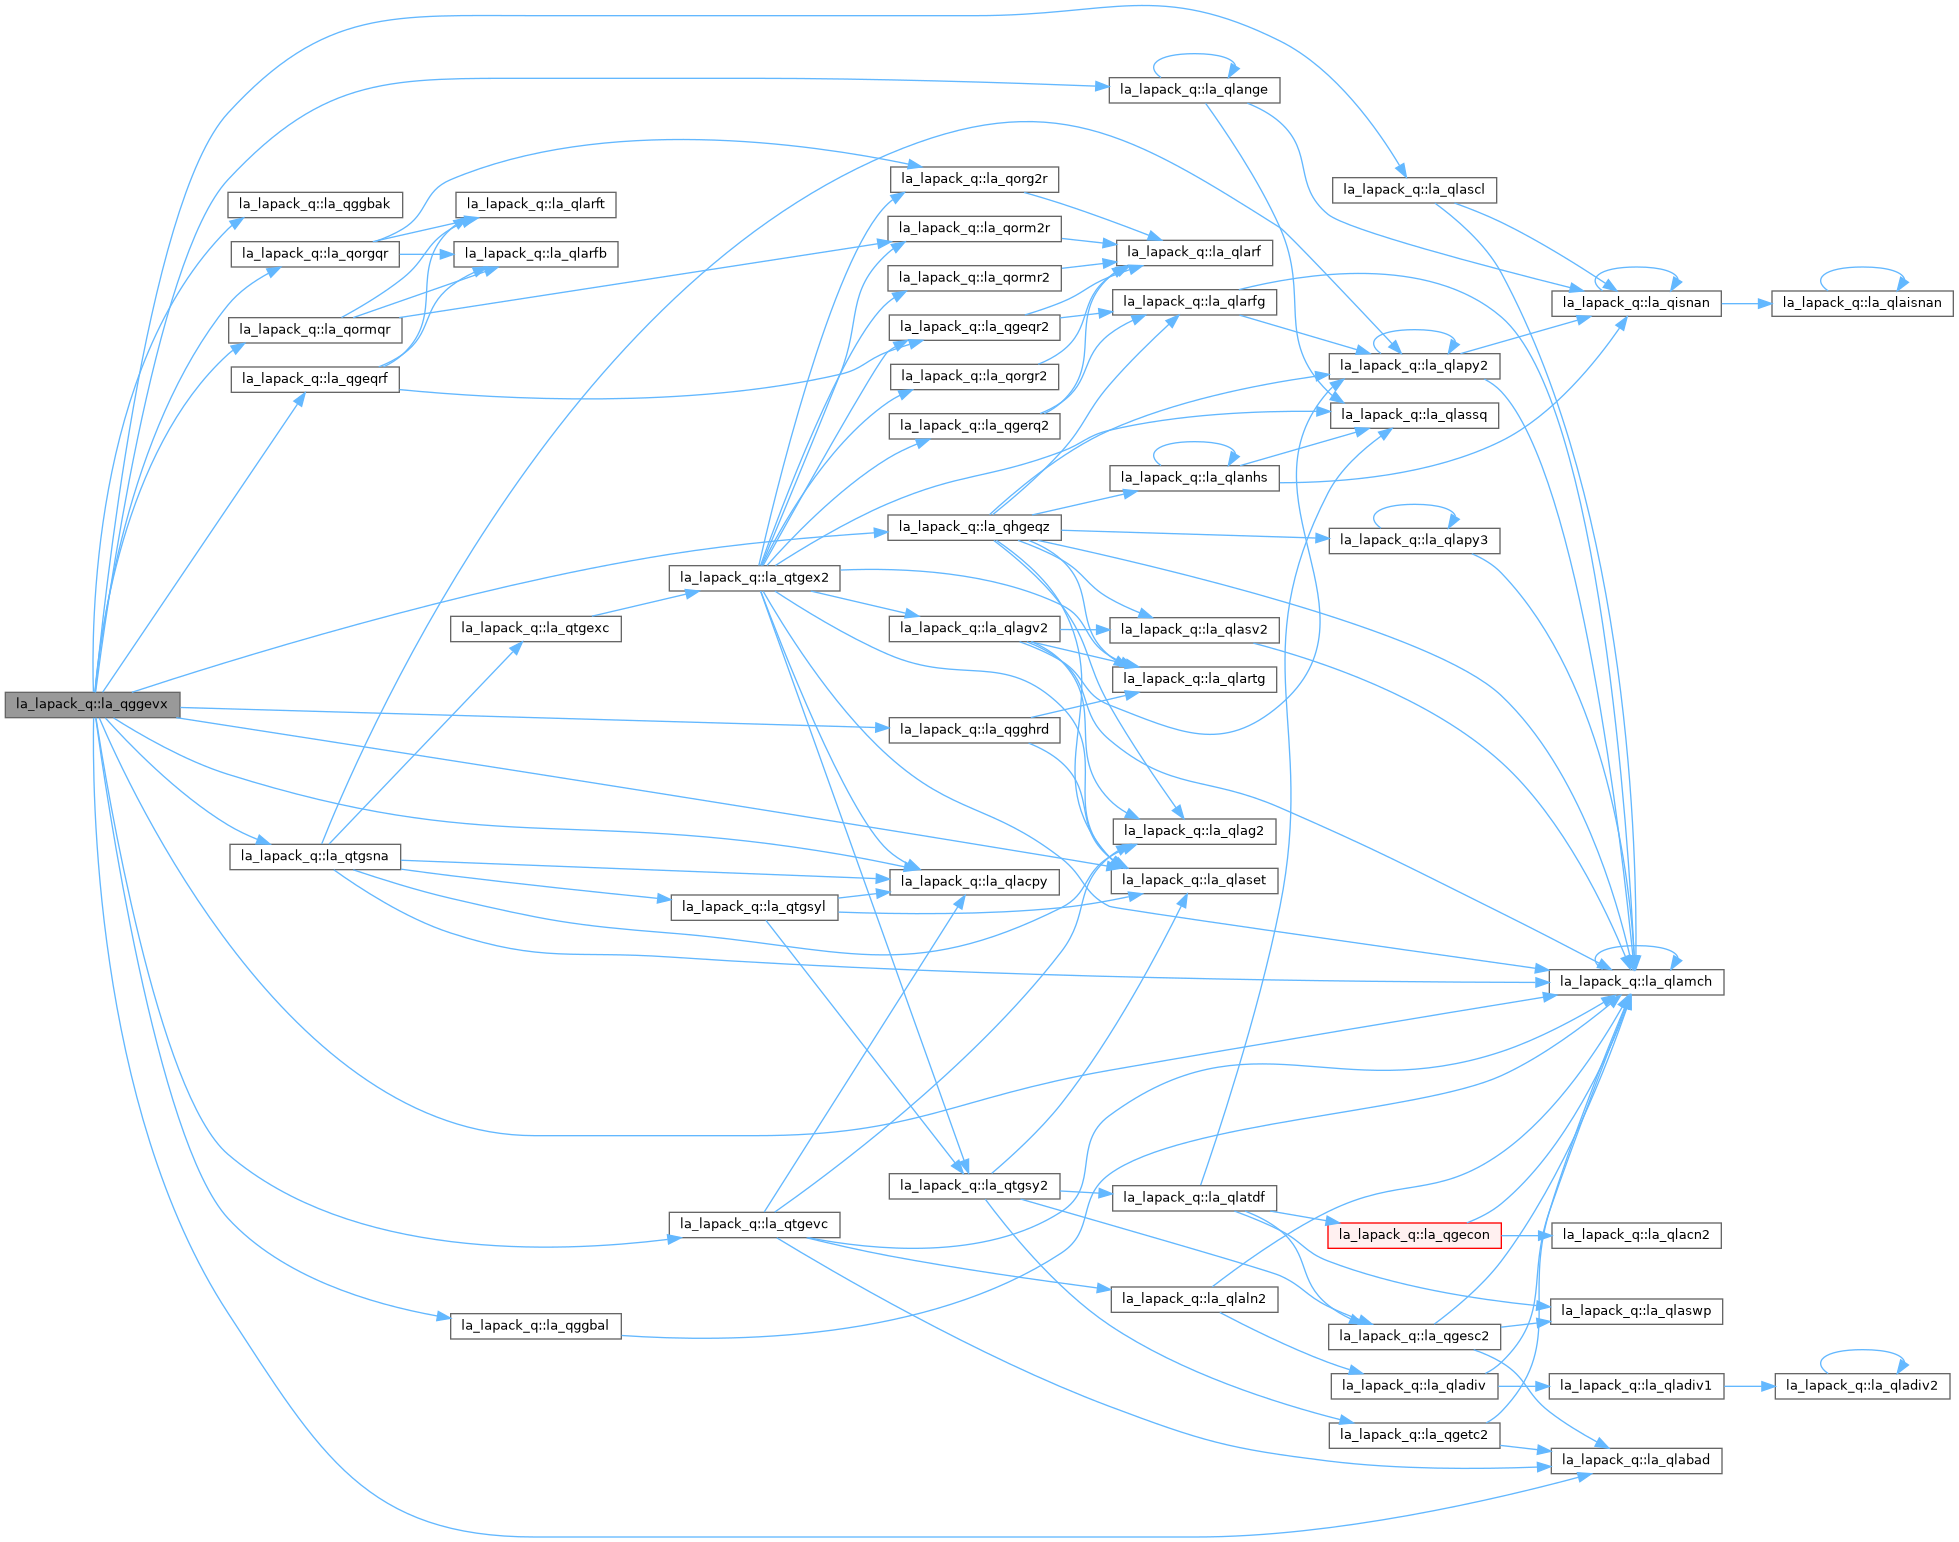 la_lapack_q::la_qggevx
la_lapack_q::la_qggbak
la_lapack_q::la_qorgqr
la_lapack_q::la_qormqr
la_lapack_q::la_qgeqrf
la_lapack_q::la_qtgsna
la_lapack_q::la_qlarft
la_lapack_q::la_qlarfb
la_lapack_q::la_qtgexc
la_lapack_q::la_qggbal
la_lapack_q::la_qtgex2
la_lapack_q::la_qtgsyl
la_lapack_q::la_qtgevc
la_lapack_q::la_qorg2r
la_lapack_q::la_qorm2r
la_lapack_q::la_qormr2
la_lapack_q::la_qgeqr2
la_lapack_q::la_qorgr2
la_lapack_q::la_qgerq2
la_lapack_q::la_qhgeqz
la_lapack_q::la_qlagv2
la_lapack_q::la_qgghrd
la_lapack_q::la_qlacpy
la_lapack_q::la_qtgsy2
la_lapack_q::la_qlange
la_lapack_q::la_qlarf
la_lapack_q::la_qlarfg
la_lapack_q::la_qlanhs
la_lapack_q::la_qlasv2
la_lapack_q::la_qlartg
la_lapack_q::la_qlag2
la_lapack_q::la_qlaset
la_lapack_q::la_qlatdf
la_lapack_q::la_qlaln2
la_lapack_q::la_qlascl
la_lapack_q::la_qlapy2
la_lapack_q::la_qlassq
la_lapack_q::la_qlapy3
la_lapack_q::la_qgecon
la_lapack_q::la_qgesc2
la_lapack_q::la_qladiv
la_lapack_q::la_qgetc2
la_lapack_q::la_qisnan
la_lapack_q::la_qlamch
la_lapack_q::la_qlacn2
la_lapack_q::la_qlaswp
la_lapack_q::la_qladiv1
la_lapack_q::la_qlabad
la_lapack_q::la_qlaisnan
la_lapack_q::la_qladiv2